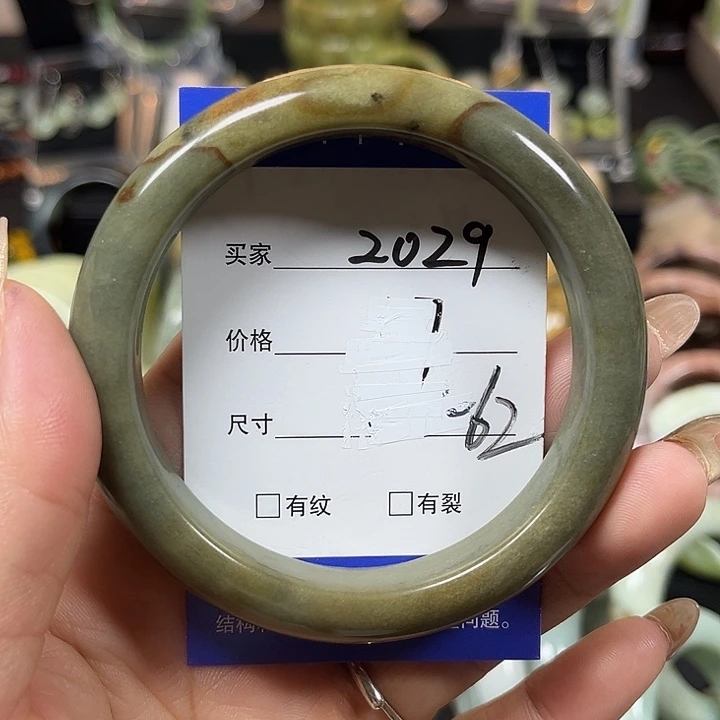 买家 2029
价格
尺寸 62
□有纹 □有裂
结构 问题。